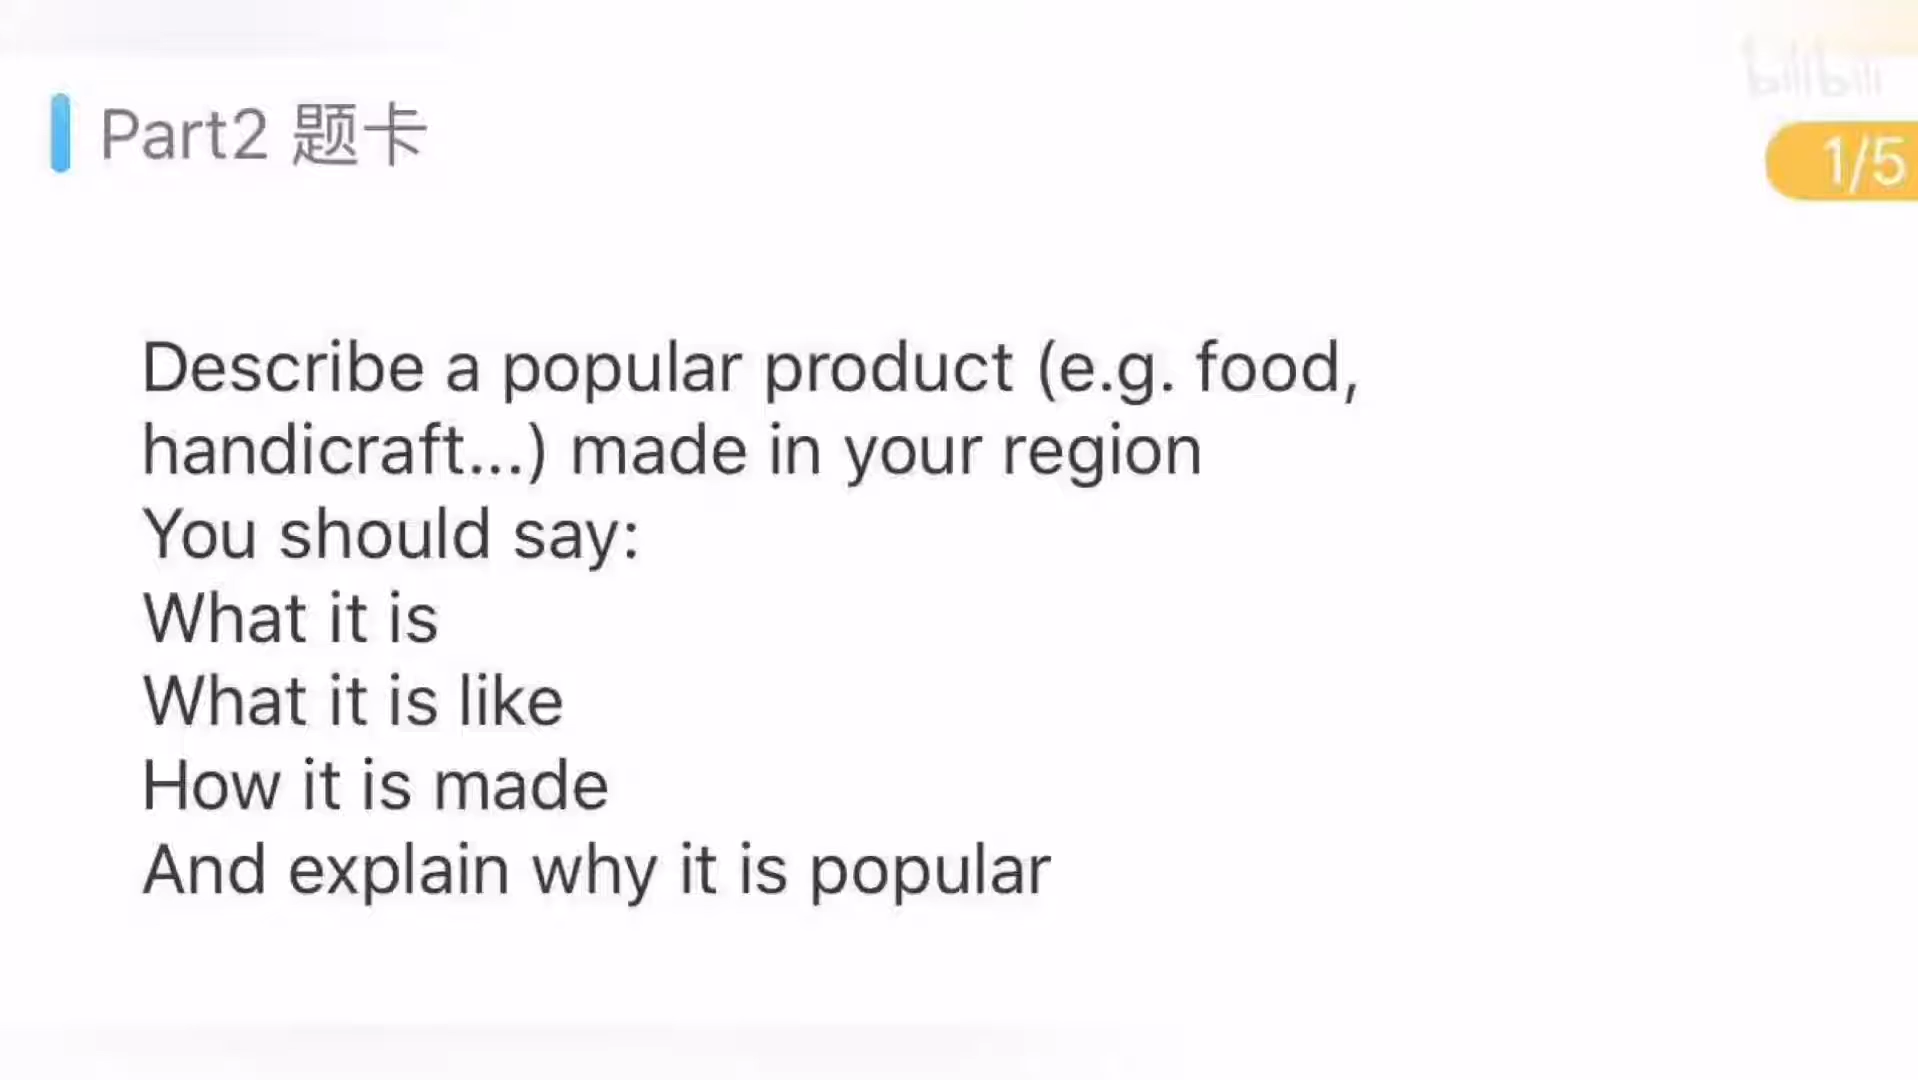 bilibili
Part2 题卡
1/5
Describe a popular product (e.g. food,
handicraft...) made in your region
You should say:
What it is
What it is like
How it is made
And explain why it is popular